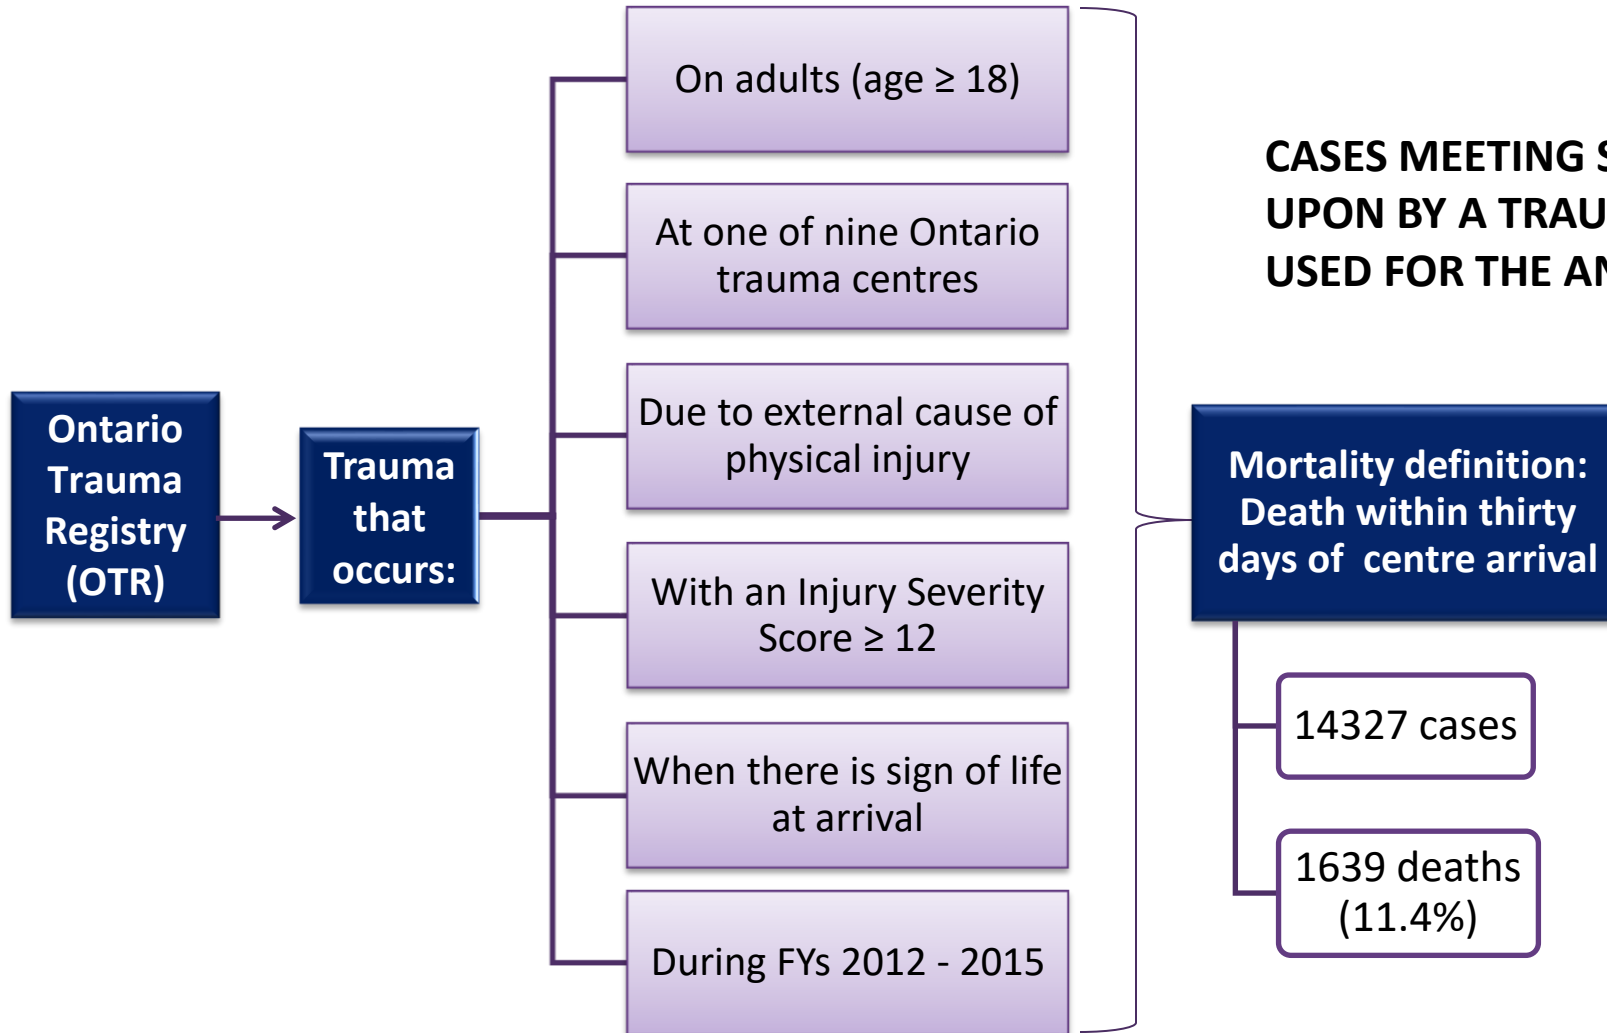 Ontario
Trauma
Registry
(OTR)
Trauma
that
occurs:
On adults (age ≥ 18)
At one of nine Ontario
trauma centres
Due to external cause of
physical injury
With an Injury Severity
Score ≥ 12
When there is sign of life
at arrival
During FYs 2012 - 2015
CASES MEETING
UPON BY A
USED FOR THE
Mortality definition:
Death within thirty
days of centre arrival
14327 cases
1639 deaths
(11.4%)